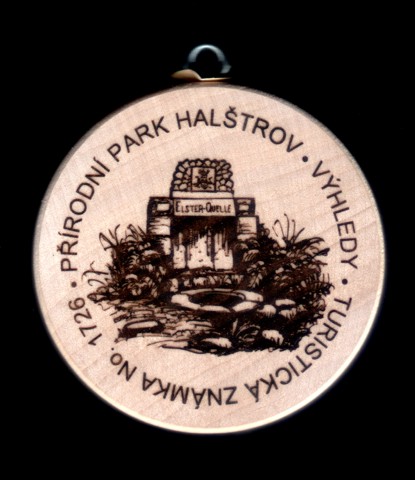 PŘÍRODNÍ PARK HALŠTROV • VÝHLEDY • TURISTICKÁ ZNÁMKA No. 1726 •
ELSTER-QUELLE